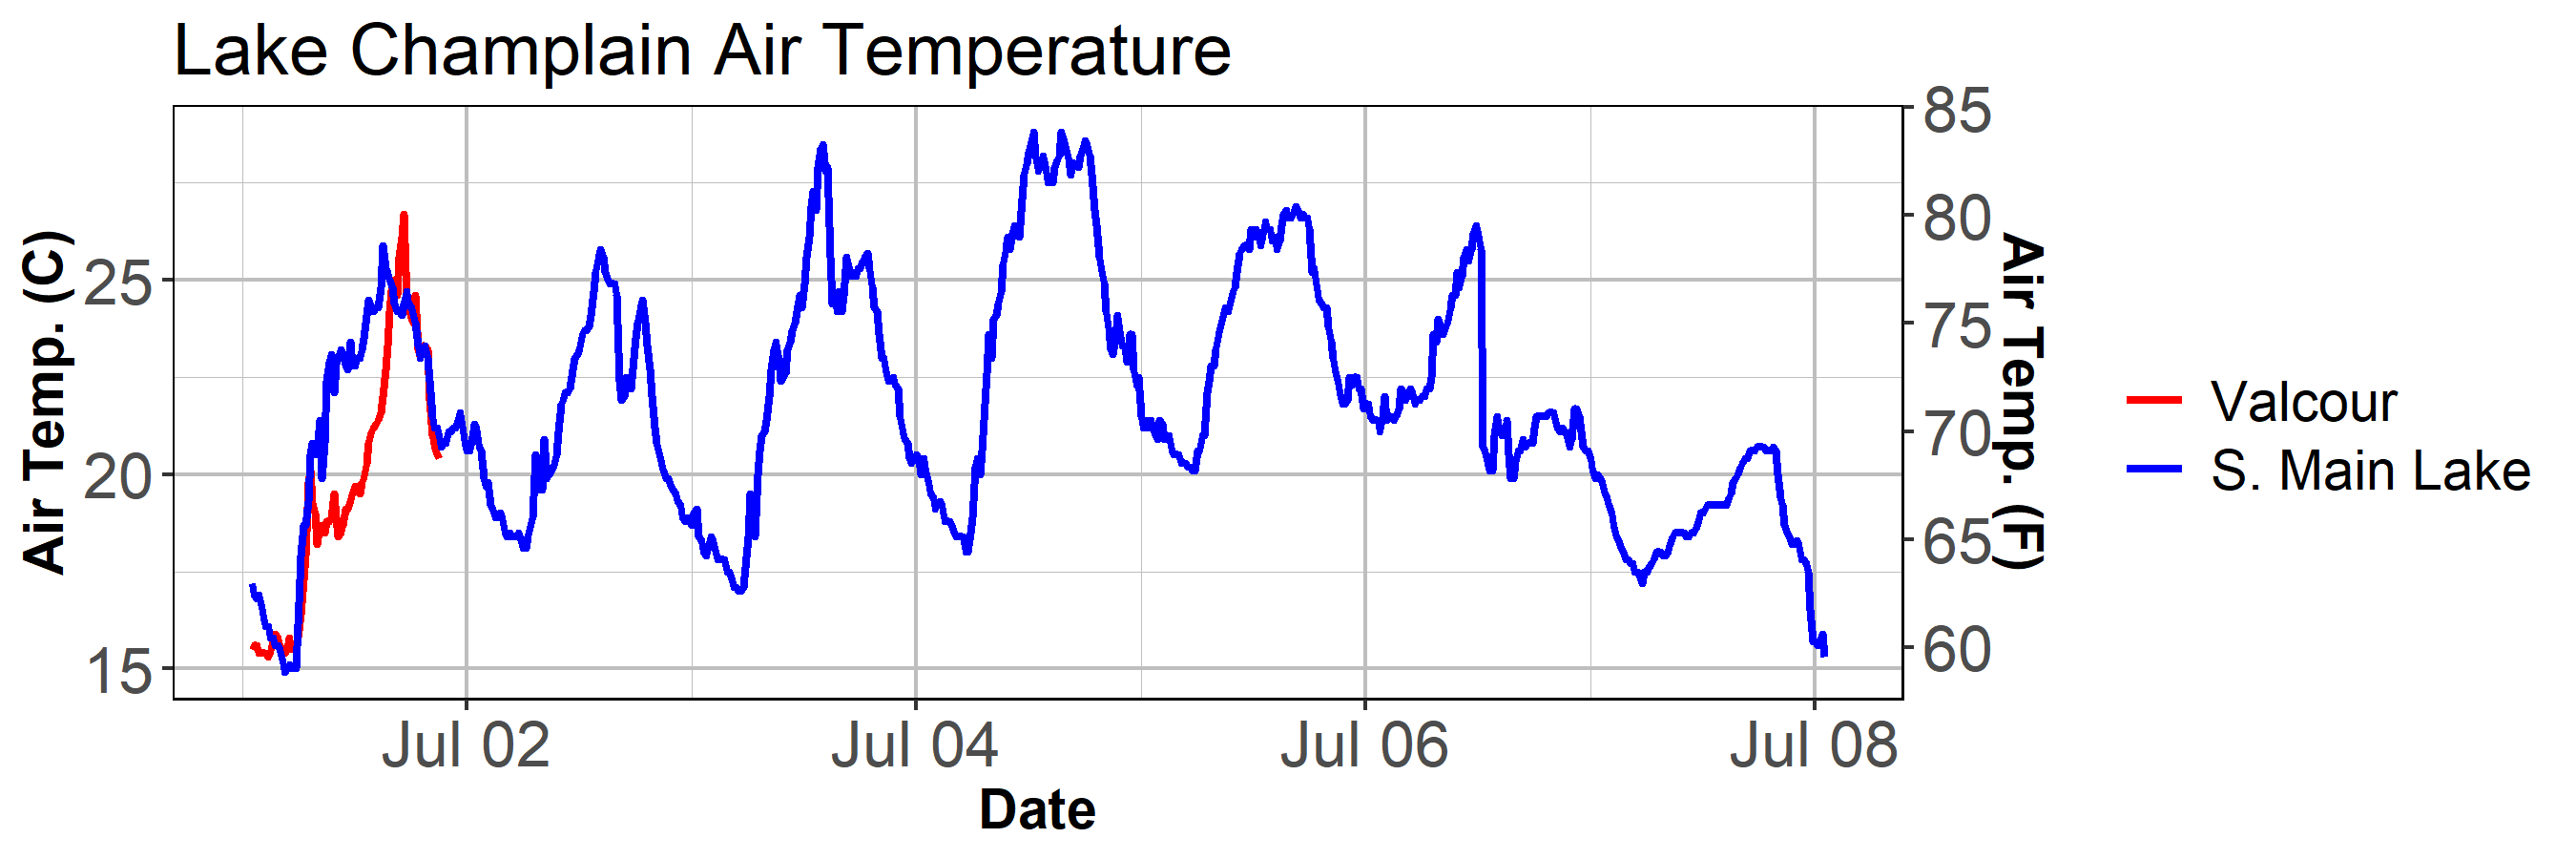 Lake Champlain Air Temperature
Air Temp. (C)
25
20
15
85
80
75
70
65
60
Air Temp. (F)
Jul 02
Jul 04
Jul 06
Jul 08
Date
Valcour
S. Main Lake